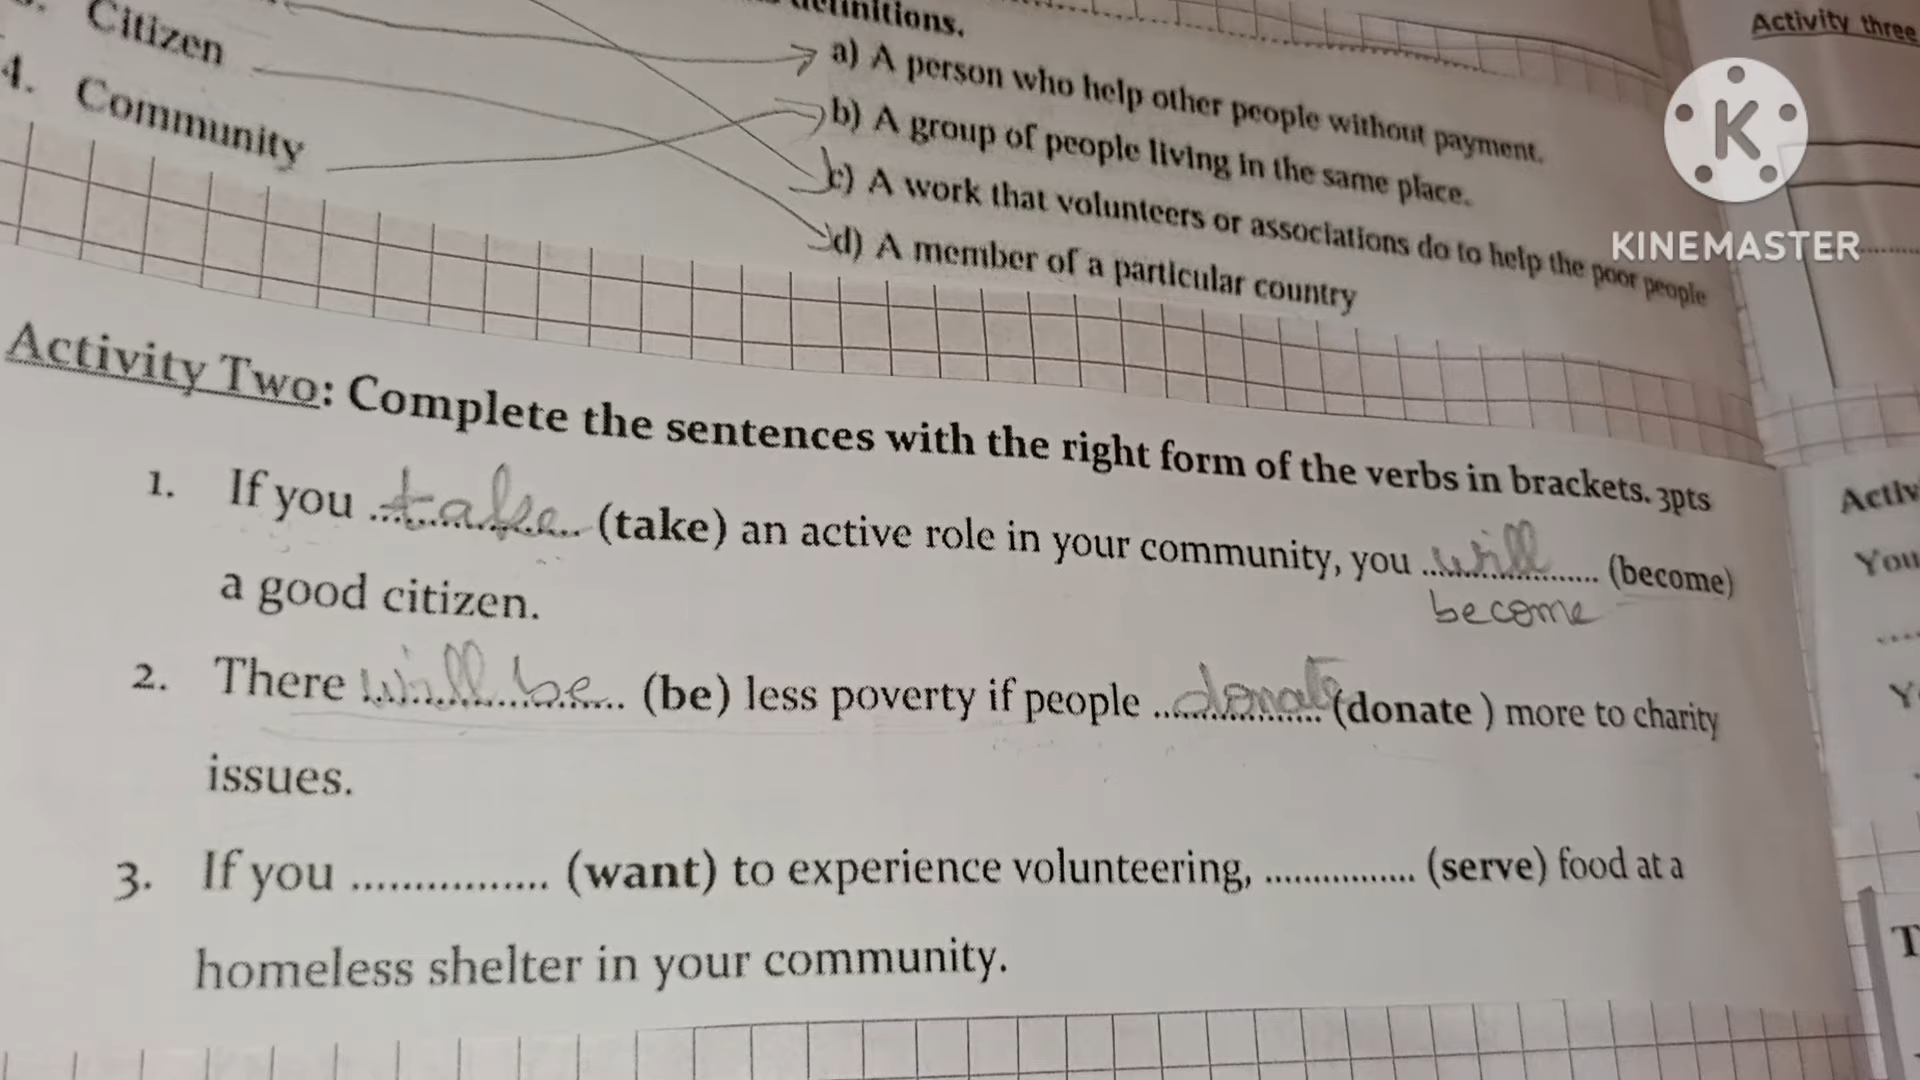 definitions.
Activity three
Citizen
a) A person who help other people without payment.
4. Community
b) A group of people living in the same place.
c) A work that volunteers or associations do to help the poor people
d) A member of a particular country
KINEMASTER
Activity Two: Complete the sentences with the right form of the verbs in brackets. 3pts
1. If you take (take) an active role in your community, you will (become)
become
a good citizen.
2. There will be (be) less poverty if people donate (donate ) more to charity
issues.
3. If you ................ (want) to experience volunteering, ................ (serve) food at a
homeless shelter in your community.